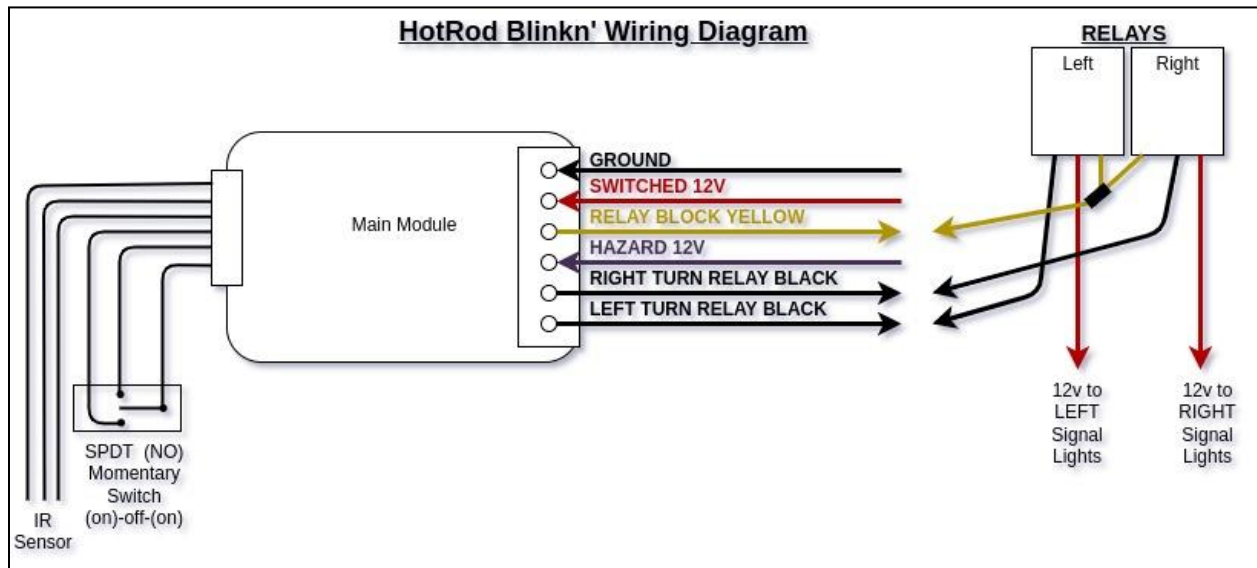 HotRod Blinkn' Wiring Diagram
RELAYS
Left
Right
GROUND
SWITCHED 12V
RELAY BLOCK YELLOW
HAZARD 12V
RIGHT TURN RELAY BLACK
LEFT TURN RELAY BLACK
Main Module
SPDT (NO)
Momentary
Switch
(on)-off-(on)
IR
Sensor
12v to
LEFT
Signal
Lights
12v to
RIGHT
Signal
Lights